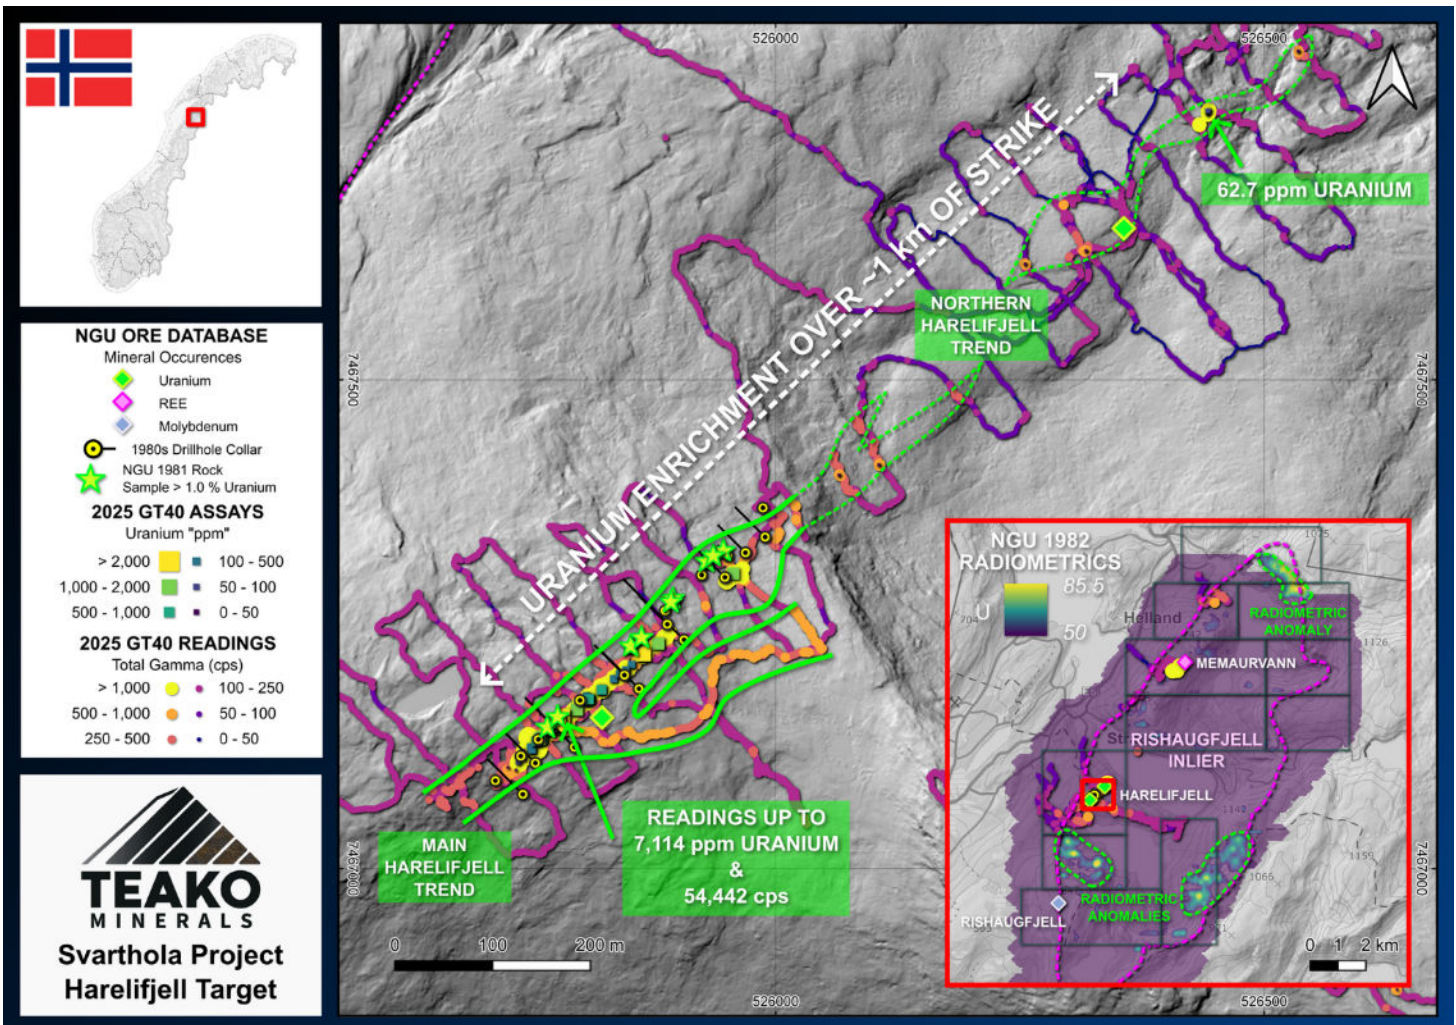 NGU ORE DATABASE
Mineral Occurences
Uranium
REE
Molybdenum
1980s Drillhole Collar
NGU 1981 Rock
Sample > 1.0 % Uranium
2025 GT40 ASSAYS
Uranium "ppm"
> 2,000
100 - 500
1,000 - 2,000
50 - 100
500 - 1,000
0 - 50
2025 GT40 READINGS
Total Gamma (cps)
> 1,000
100 - 250
500 - 1,000
50 - 100
250 - 500
0 - 50
TEAKO
MINERALS
Svarthola Project
Harelifjell Target
526000
526500
7467500
7467500
7467000
7467000
526000
526500
URANIUM ENRICHMENT OVER ~1 km OF STRIKE
62.7 ppm URANIUM
NORTHERN
HARELIFJELL
TREND
MAIN
HARELIFJELL
TREND
READINGS UP TO
7,114 ppm URANIUM
&
54,442 cps
0 100 200 m
NGU 1982
RADIOMETRICS
U
85.5
50
Helland
RADIOMETRIC
ANOMALY
1126
MEMAURVANN
RISHAUGFJELL
INLIER
HARELIFJELL
1159
1066
RADIOMETRIC
ANOMALIES
RISHAUGFJELL
0 1 2 km